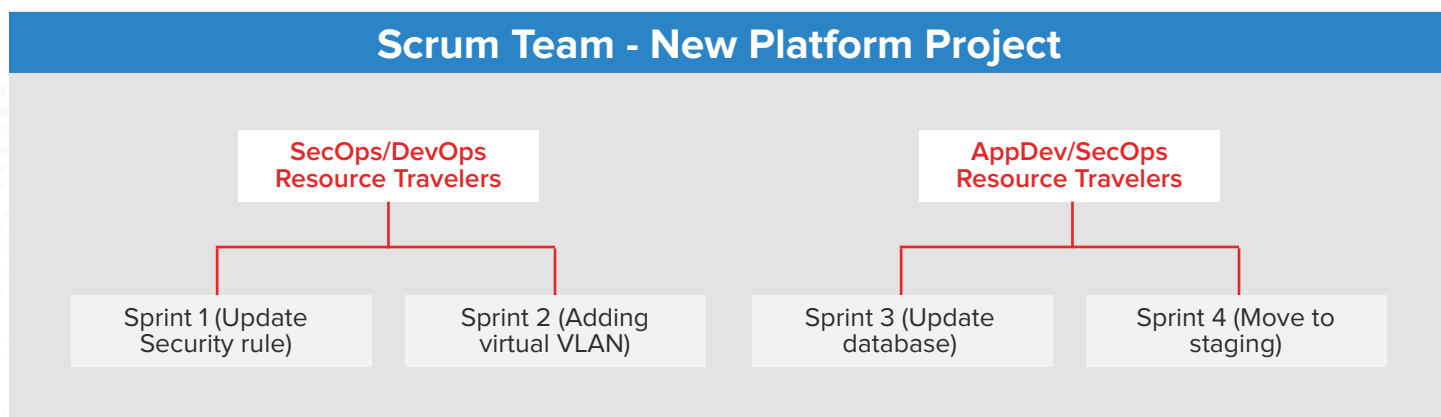 Scrum Team - New Platform Project
SecOps/DevOps
Resource Travelers
AppDev/SecOps
Resource Travelers
Sprint 1 (Update
Security rule)
Sprint 2 (Adding
virtual VLAN)
Sprint 3 (Update
database)
Sprint 4 (Move to
staging)